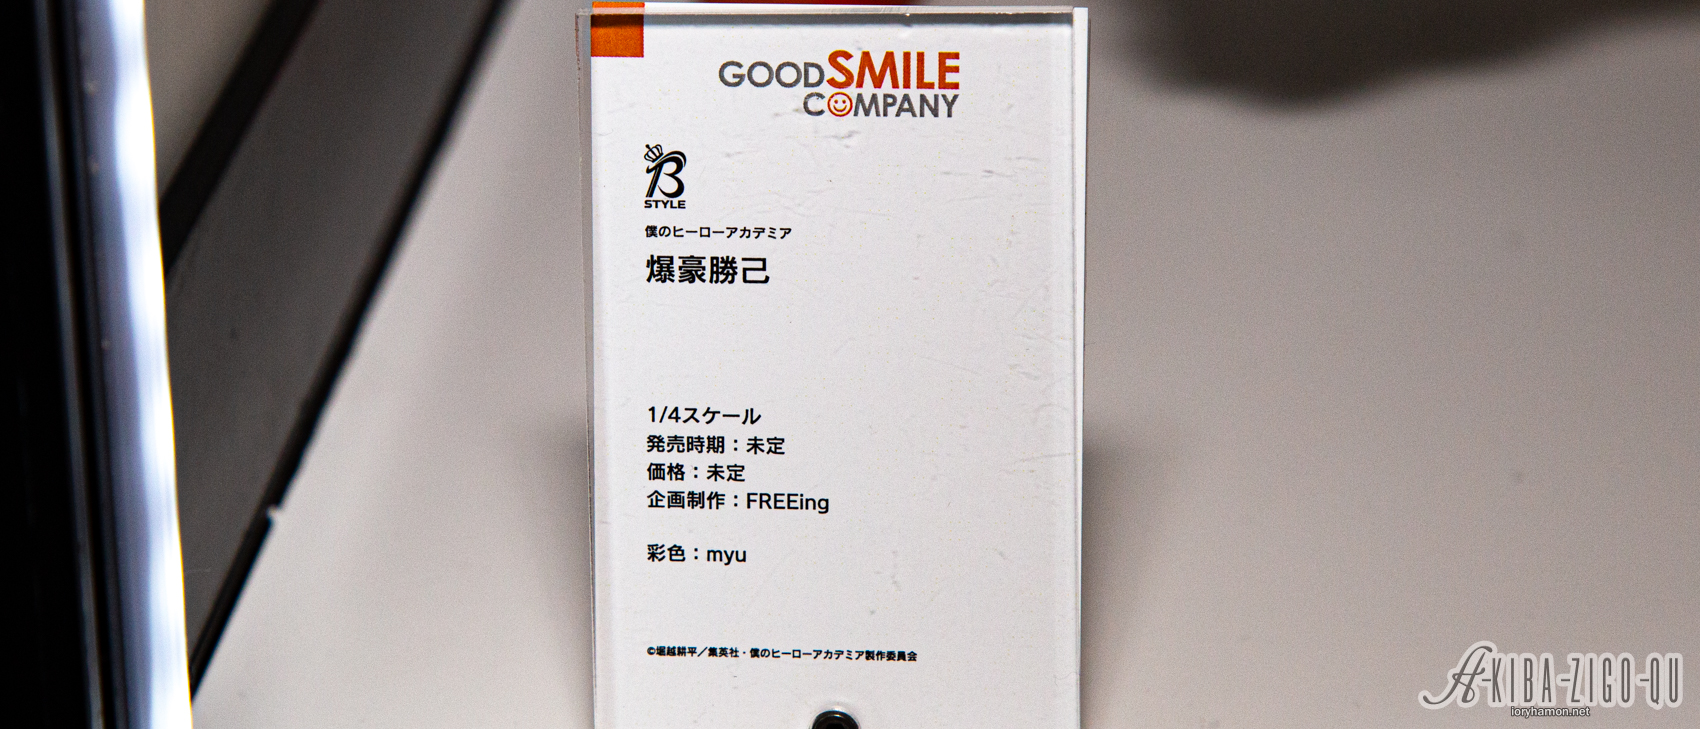 GOODSMILE
COMPANY
B
STYLE
僕のヒーローアカデミア
爆豪勝己
1/4スケール
発売時期：未定
価格：未定
企画制作：FREEing
彩色：myu
©堀越耕平／集英社・僕のヒーローアカデミア製作委員会
A-KIBA-ZIGO-QU
loryhamon.net